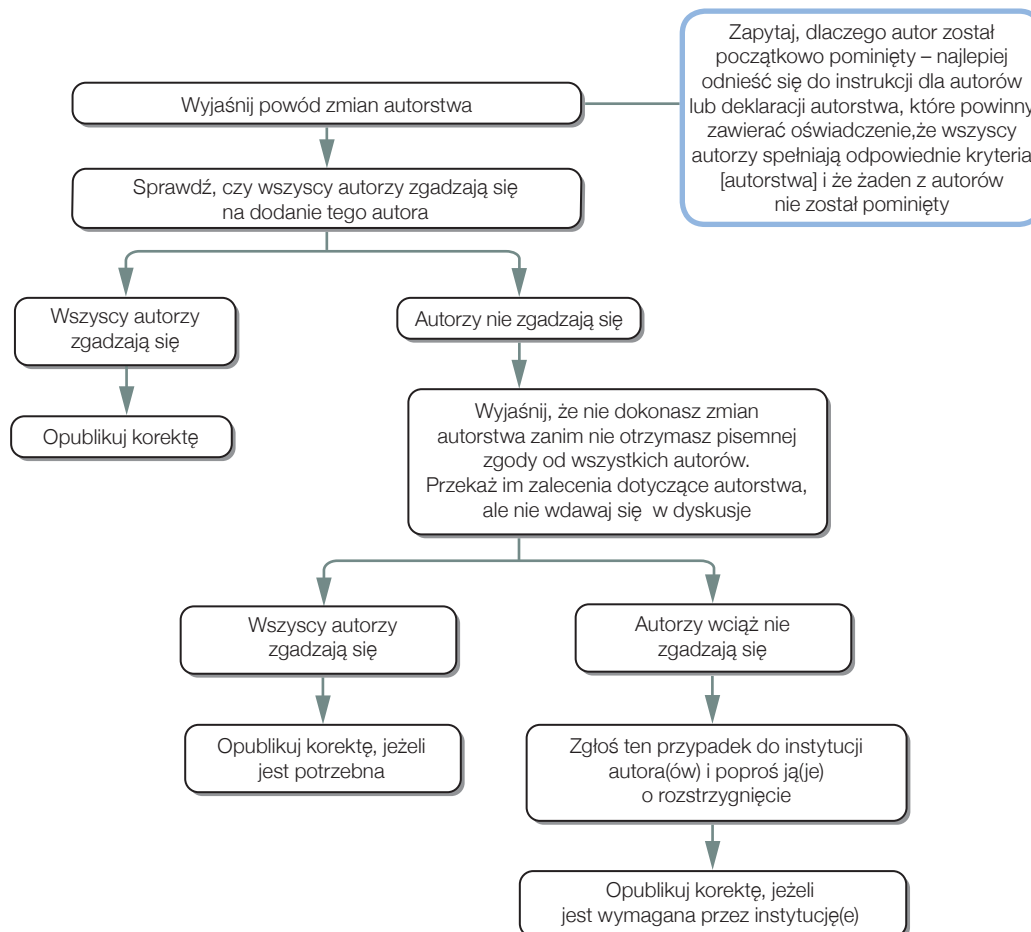 Wyjaśnij powód zmian autorstwa
Zapytaj, dlaczego autor został
początkowo pominięty – najlepiej
odnieść się do instrukcji dla autorów
lub deklaracji autorstwa, które powinny
zawierać oświadczenie,że wszyscy
autorzy spełniają odpowiednie kryteria
[autorstwa] i że żaden z autorów
nie został pominięty
Sprawdź, czy wszyscy autorzy zgadzają się
na dodanie tego autora
Wszyscy autorzy
zgadzają się
Autorzy nie zgadzają się
Opublikuj korektę
Wyjaśnij, że nie dokonasz zmian
autorstwa zanim nie otrzymasz pisemnej
zgody od wszystkich autorów.
Przekaż im zalecenia dotyczące autorstwa,
ale nie wdawaj się w dyskusje
Wszyscy autorzy
zgadzają się
Autorzy wciąż nie
zgadzają się
Opublikuj korektę, jeżeli
jest potrzebna
Zgłoś ten przypadek do instytucji
autora(ów) i poproś ją(je)
o rozstrzygnięcie
Opublikuj korektę, jeżeli
jest wymagana przez instytucję(e)